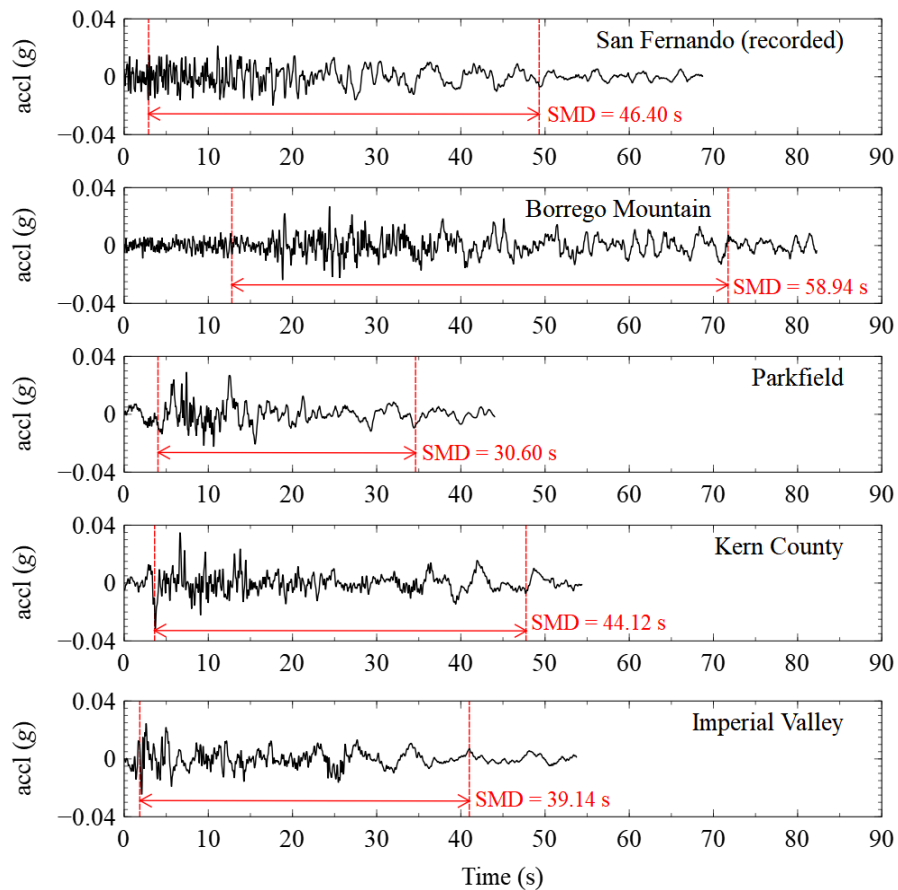 0.04
San Fernando (recorded)
accl (g)
0
SMD = 46.40 s
−0.04
0 10 20 30 40 50 60 70 80 90
0.04
Borrego Mountain
accl (g)
0
SMD = 58.94 s
−0.04
0 10 20 30 40 50 60 70 80 90
0.04
Parkfield
accl (g)
0
SMD = 30.60 s
−0.04
0 10 20 30 40 50 60 70 80 90
0.04
Kern County
accl (g)
0
SMD = 44.12 s
−0.04
0 10 20 30 40 50 60 70 80 90
0.04
Imperial Valley
accl (g)
0
SMD = 39.14 s
−0.04
0 10 20 30 40 50 60 70 80 90
Time (s)